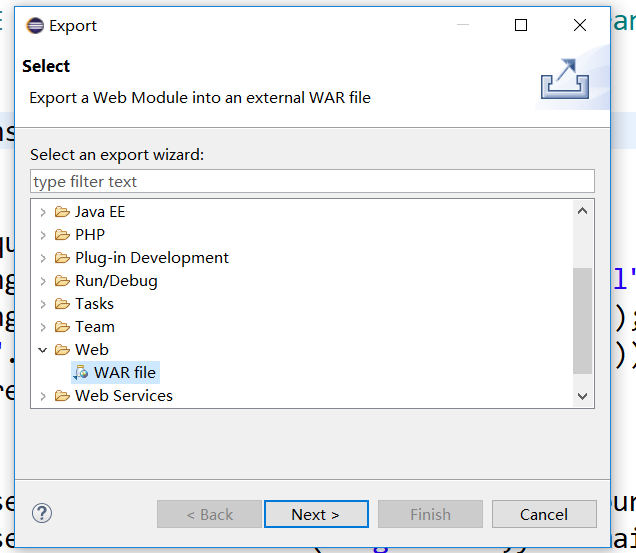 Export
Select
Export a Web Module into an external WAR file
Select an export wizard:
type filter text
Java EE
PHP
Plug-in Development
Run/Debug
Tasks
Team
Web
WAR file
Web Services
?
< Back
Next >
Finish
Cancel